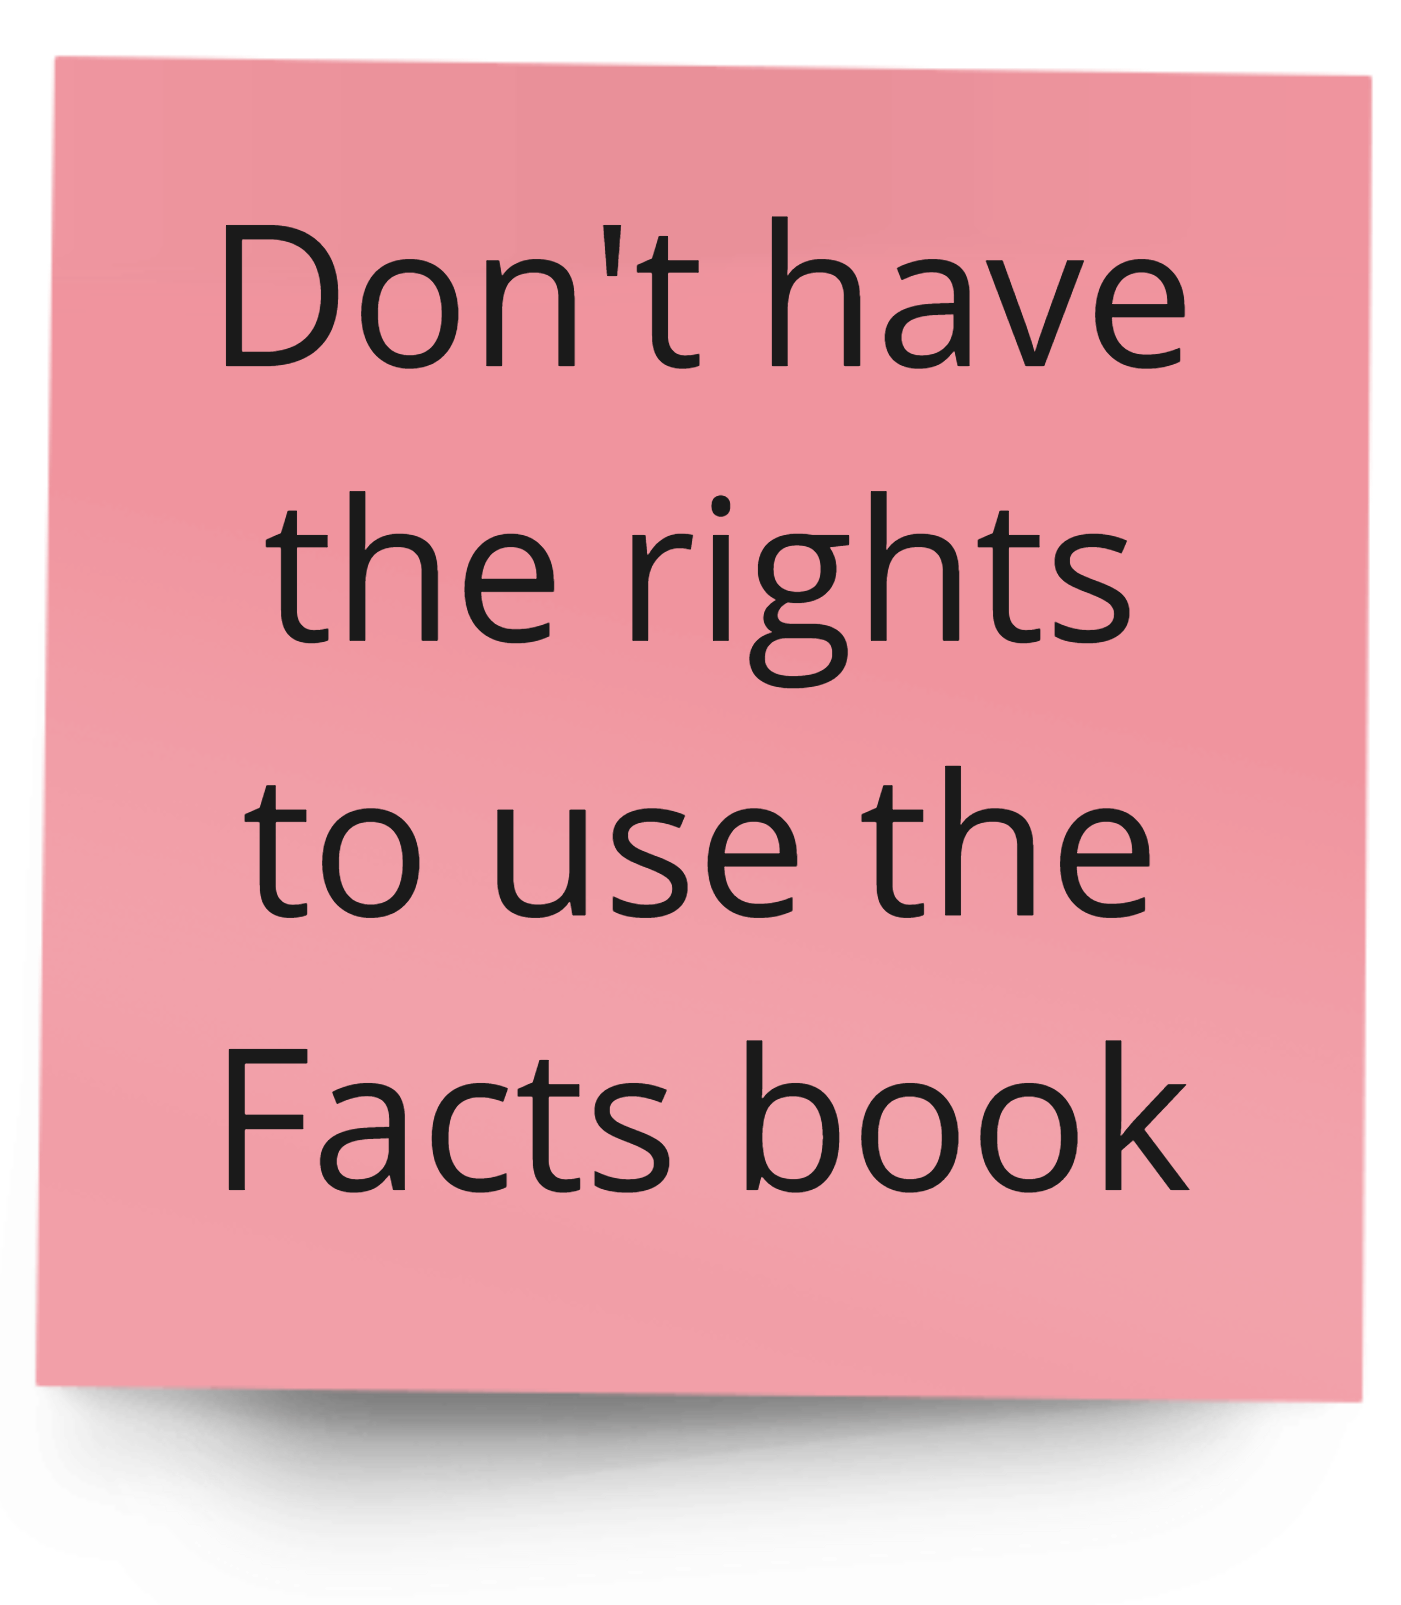 Don't have
the rights
to use the
Facts book